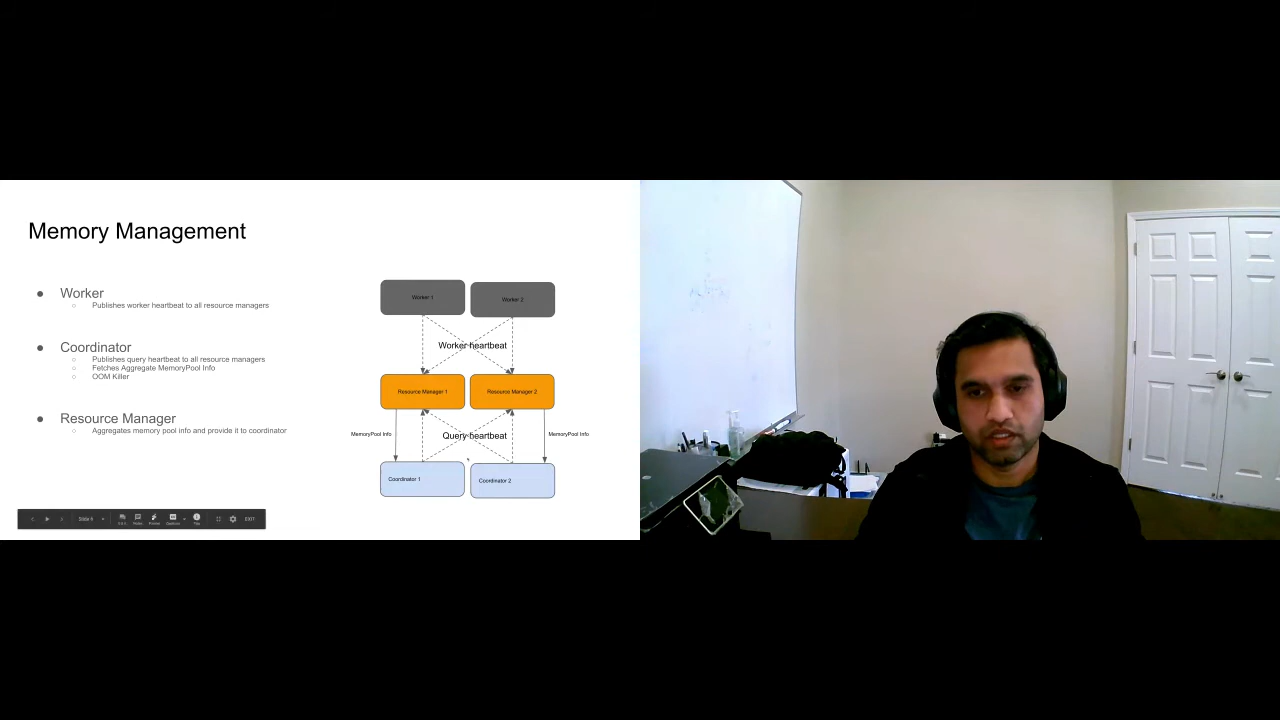 Memory Management
Worker
Publishes worker heartbeat to all resource managers
Coordinator
Publishes query heartbeat to all resource managers
Fetches Aggregate MemoryPool Info
OOM Killer
Resource Manager
Aggregates memory pool info and provide it to coordinator
Worker 1
Worker 2
Worker heartbeat
Resource Manager 1
Resource Manager 2
MemoryPool Info
Query heartbeat
MemoryPool Info
Coordinator 1
Coordinator 2
Slide 6
EXIT